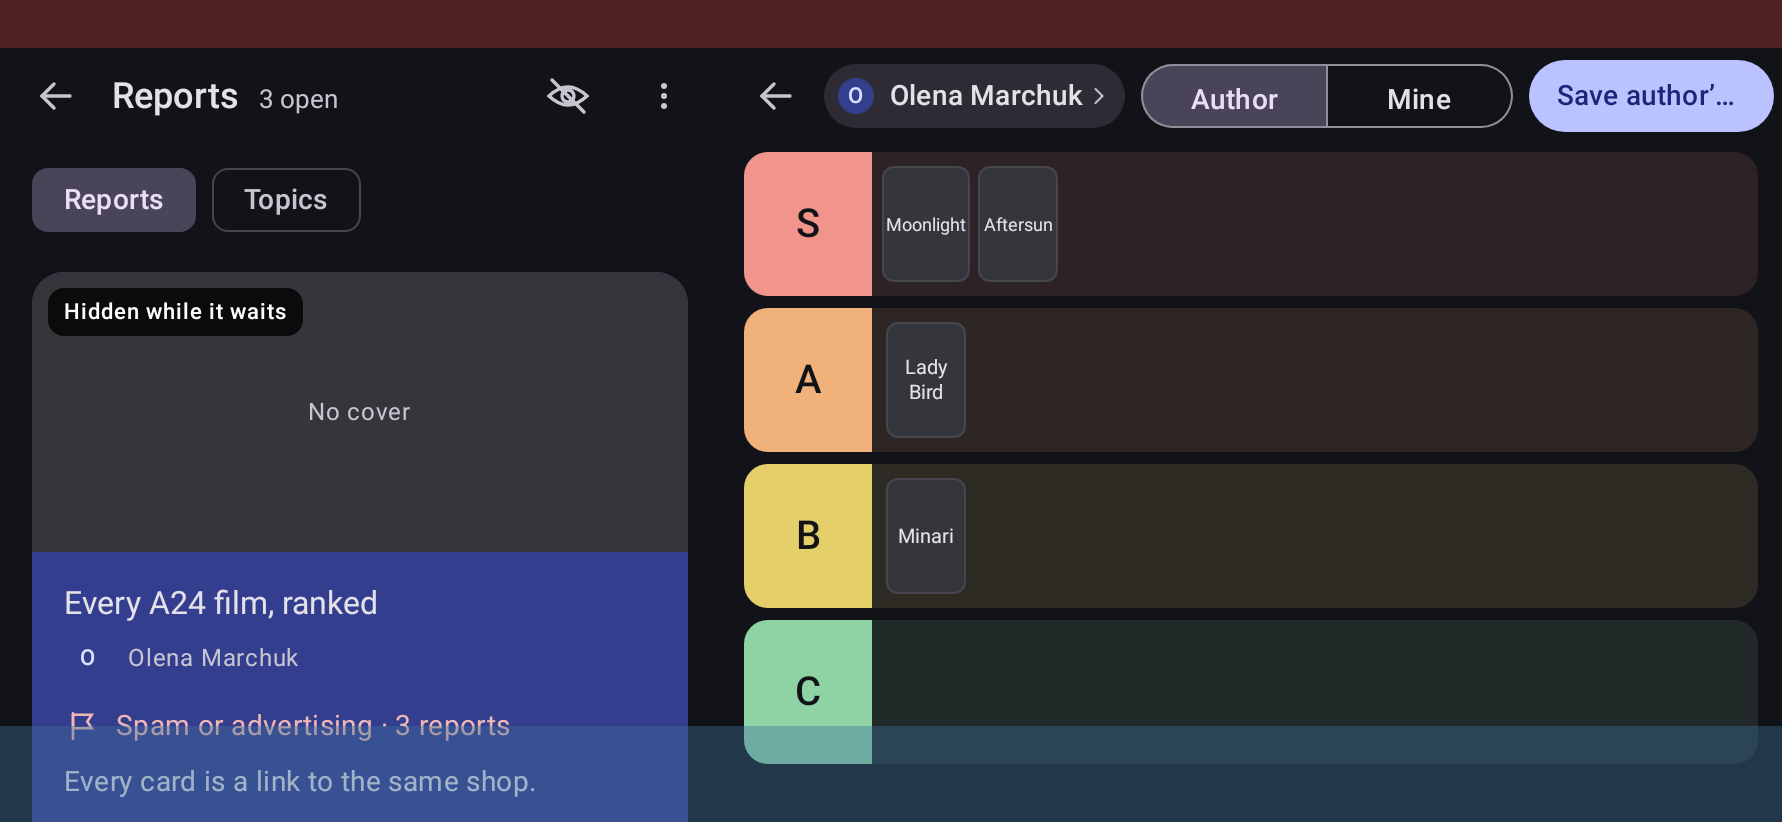 Reports 3 open
Reports
Topics
Hidden while it waits
No cover
Every A24 film, ranked
O Olena Marchuk
Spam or advertising · 3 reports
Every card is a link to the same shop.
O Olena Marchuk
Author
Mine
Save author’…
S
Moonlight
Aftersun
A
Lady
Bird
B
Minari
C